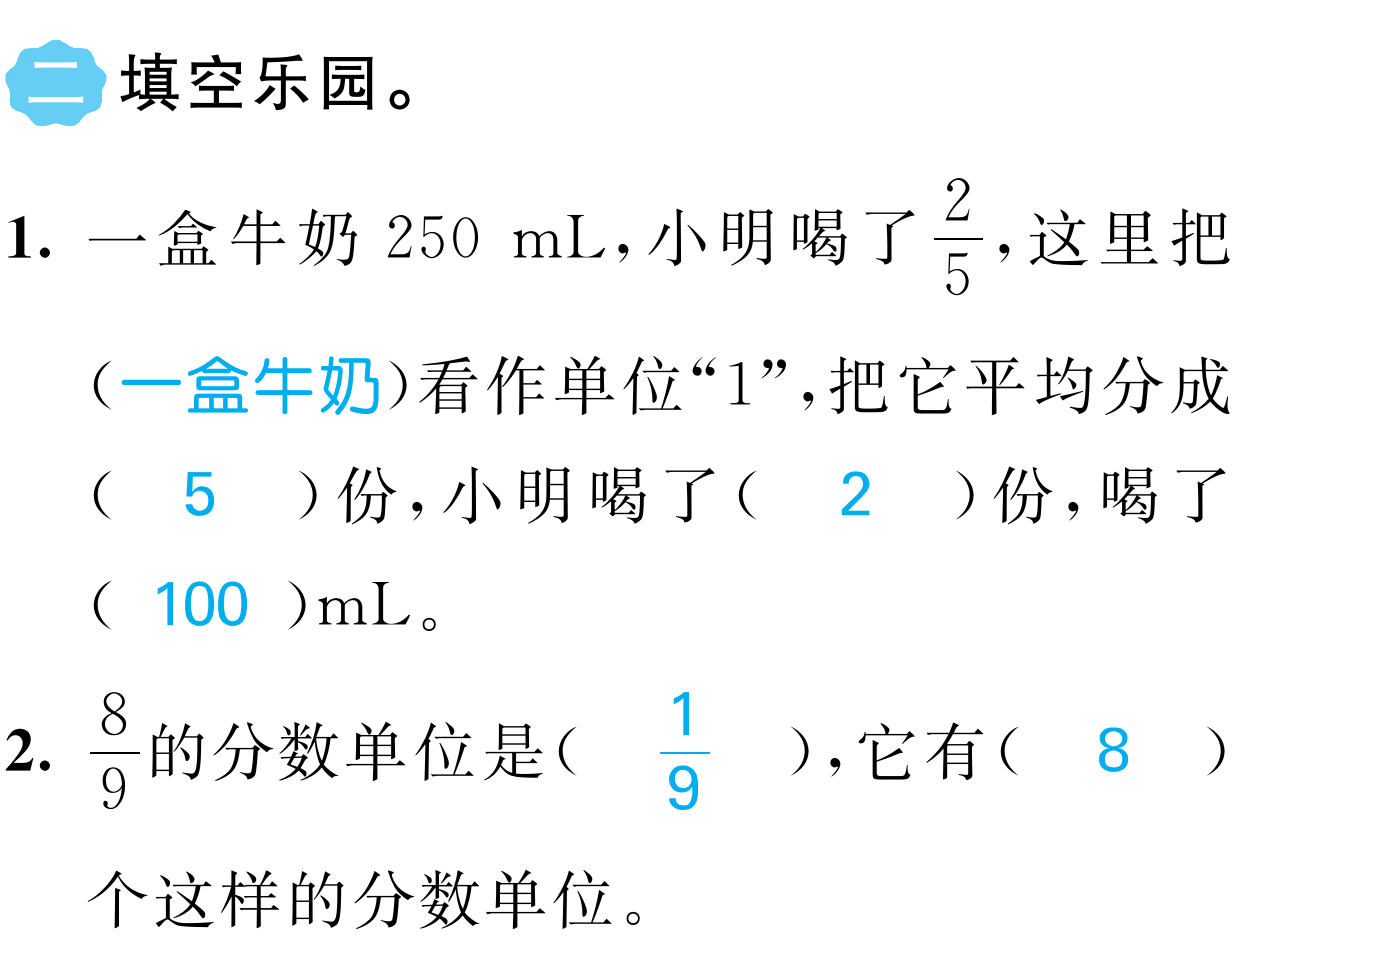 二 填空乐园。
1. 一盒牛奶 250 mL,小明喝了2/5,这里把
(一盒牛奶)看作单位“1”,把它平均分成
( 5 )份,小明喝了( 2 )份,喝了
( 100 )mL。
2. 8/9的分数单位是( 1/9 ),它有( 8 )
个这样的分数单位。